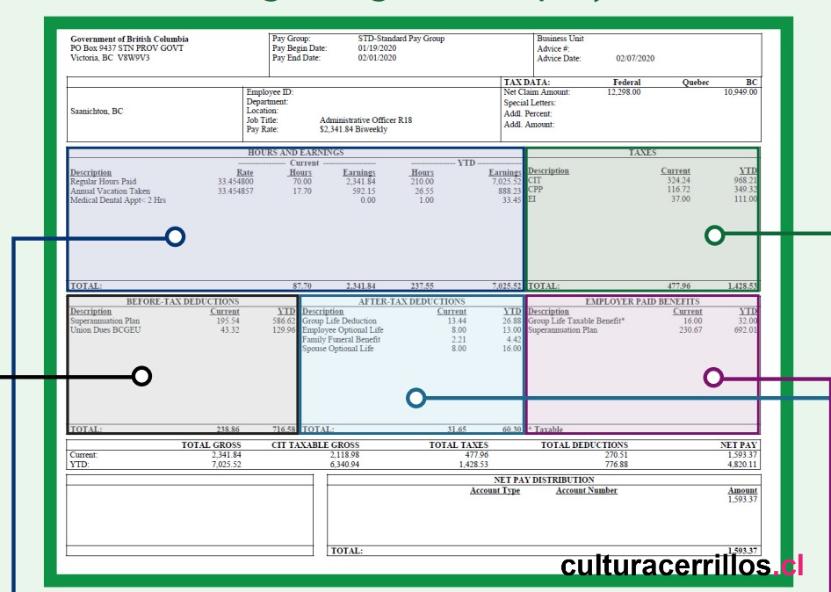 Government of British Columbia
PO Box 9437 STN PROV GOVT
Victoria, BC V8W9V3
Pay Group: STD-Standard Pay Group
Pay Begin Date: 01/19/2020
Pay End Date: 02/01/2020
Business Unit
Advice #:
Advice Date: 02/07/2020
Saanichton, BC
Employee ID:
Department:
Location:
Job Title: Administrative Officer R18
Pay Rate: $2,341.84 Biweekly
TAX DATA: Federal Quebec BC
Net Claim Amount: 12,298.00 10,949.00
Special Letters:
Addl. Percent:
Addl. Amount:
HOURS AND EARNINGS
Current YTD
Description Rate Hours Earnings Hours Earnings
Regular Hours Paid 33.454800 70.00 2,341.84 210.00 7,025.52
Annual Vacation Taken 33.454857 17.70 592.15 26.55 888.23
Medical Dental Appt< 2 Hrs 0.00 1.00 33.45
TOTAL: 87.70 2,341.84 237.55 7,025.52
TAXES
Description Current YTD
CIT 324.24 968.21
CPP 116.72 349.32
EI 37.00 111.00
TOTAL: 477.96 1,428.53
BEFORE-TAX DEDUCTIONS
Description Current YTD
Superannuation Plan 195.54 586.62
Union Dues BCGEU 43.32 129.96
TOTAL: 238.86 716.58
AFTER-TAX DEDUCTIONS
Description Current YTD
Group Life Deduction 13.44 26.88
Employee Optional Life 8.00 13.00
Family Funeral Benefit 2.21 4.42
Spouse Optional Life 8.00 16.00
TOTAL: 31.65 60.30
EMPLOYER PAID BENEFITS
Description Current YTD
Group Life Taxable Benefit* 16.00 32.00
Superannuation Plan 230.67 692.01
* Taxable
TOTAL GROSS CIT TAXABLE GROSS TOTAL TAXES TOTAL DEDUCTIONS NET PAY
Current: 2,341.84 2,118.98 477.96 270.51 1,593.37
YTD: 7,025.52 6,340.94 1,428.53 776.88 4,820.11
NET PAY DISTRIBUTION
Account Type Account Number Amount
1,593.37
TOTAL: 1,593.37
culturacerrillos.cl